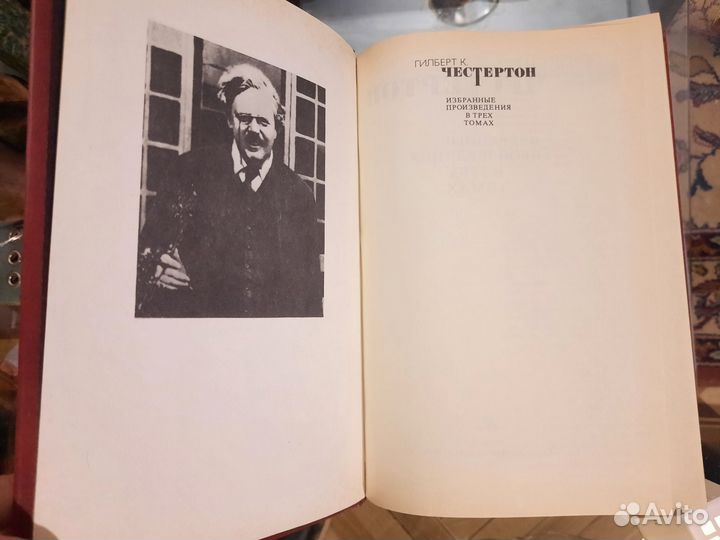 ГИЛБЕРТ К.
ЧЕСТЕРТОН
ИЗБРАННЫЕ
ПРОИЗВЕДЕНИЯ
В ТРЕХ
ТОМАХ
Avito